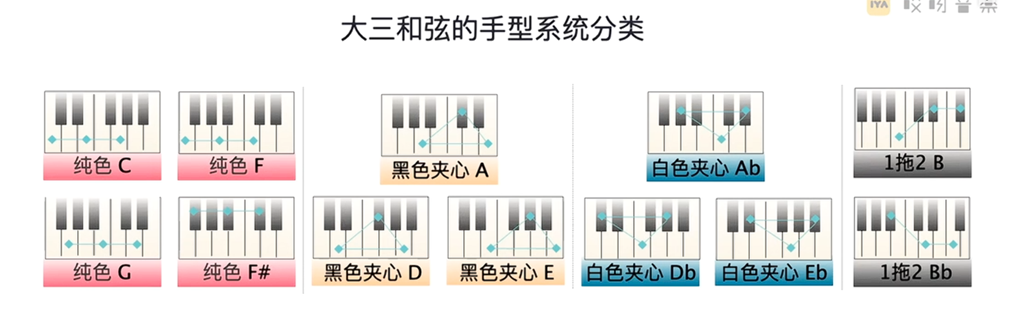 IYA
大三和弦的手型系统分类
纯色 C
纯色 F
黑色夹心 A
白色夹心 Ab
1拖2 B
纯色 G
纯色 F#
黑色夹心 D
黑色夹心 E
白色夹心 Db
白色夹心 Eb
1拖2 Bb